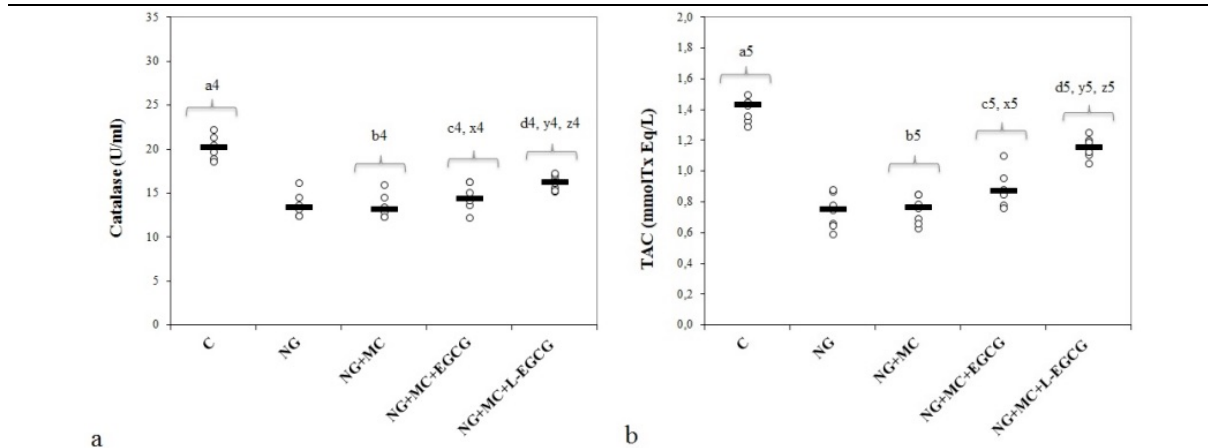 Catalase (U/ml)
35
30
25
20
15
10
5
0
a4
b4
c4, x4
d4, y4, z4
C
NG
NG+MC
NG+MC+EGCG
NG+MC+L-EGCG
a
TAC (mmolTx Eq/L)
2,0
1,8
1,6
1,4
1,2
1,0
0,8
0,6
0,4
0,2
0,0
a5
b5
c5, x5
d5, y5, z5
C
NG
NG+MC
NG+MC+EGCG
NG+MC+L-EGCG
b